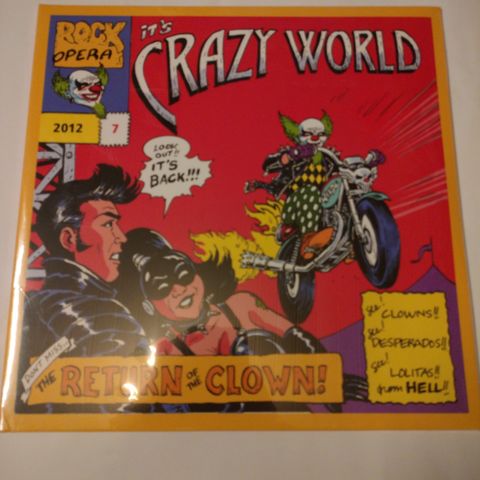 ROCK
OPERA
2012 7
iT'S
CRAZY WORLD
LOOK
OUT!!
IT'S
BACK!!!
DON'T MISS...
THE RETURN OF THE CLOWN!
See!
CLOWNS!!
See!
DESPERADOS!!
See!
LOLITAS!!
from HELL!!